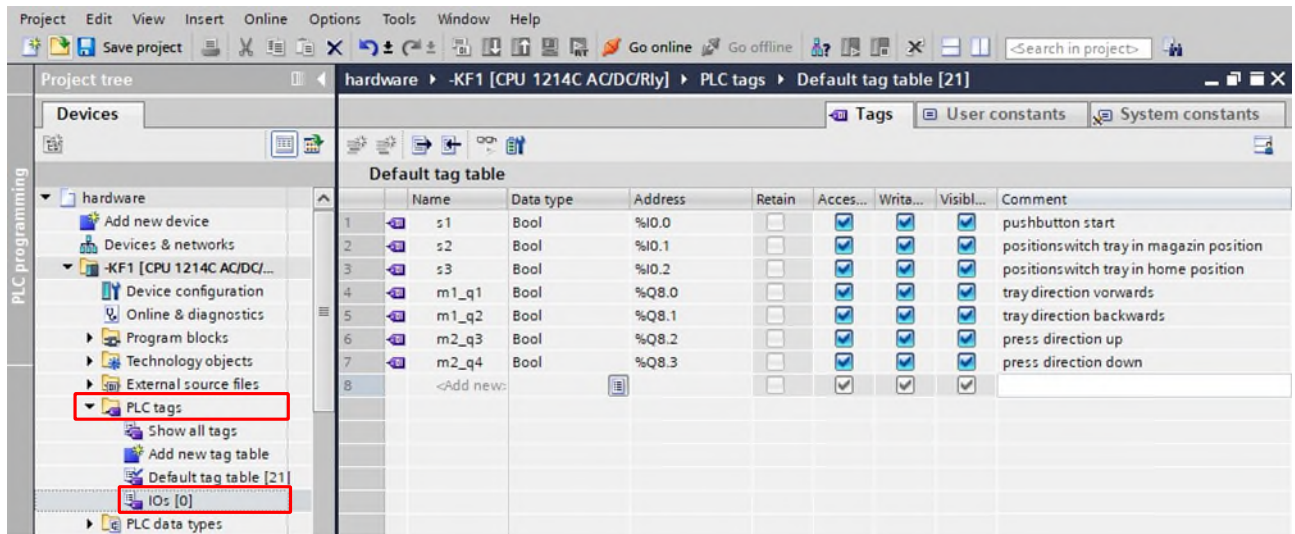 Project Edit View Insert Online Options Tools Window Help
Save project Go online Go offline <Search in project>
Project tree
hardware -KF1 [CPU 1214C AC/DC/Rly] PLC tags Default tag table [21]
Devices
Tags User constants System constants
PLC programming
hardware
Add new device
Devices & networks
-KF1 [CPU 1214C AC/DC/...
Device configuration
Online & diagnostics
Program blocks
Technology objects
External source files
PLC tags
Show all tags
Add new tag table
Default tag table [21]
IOs [0]
PLC data types
Default tag table
Name Data type Address Retain Acces... Writa... Visibl... Comment
1 s1 Bool %I0.0 pushbutton start
2 s2 Bool %I0.1 positionswitch tray in magazin position
3 s3 Bool %I0.2 positionswitch tray in home position
4 m1_q1 Bool %Q8.0 tray direction vorwards
5 m1_q2 Bool %Q8.1 tray direction backwards
6 m2_q3 Bool %Q8.2 press direction up
7 m2_q4 Bool %Q8.3 press direction down
8 <Add new>